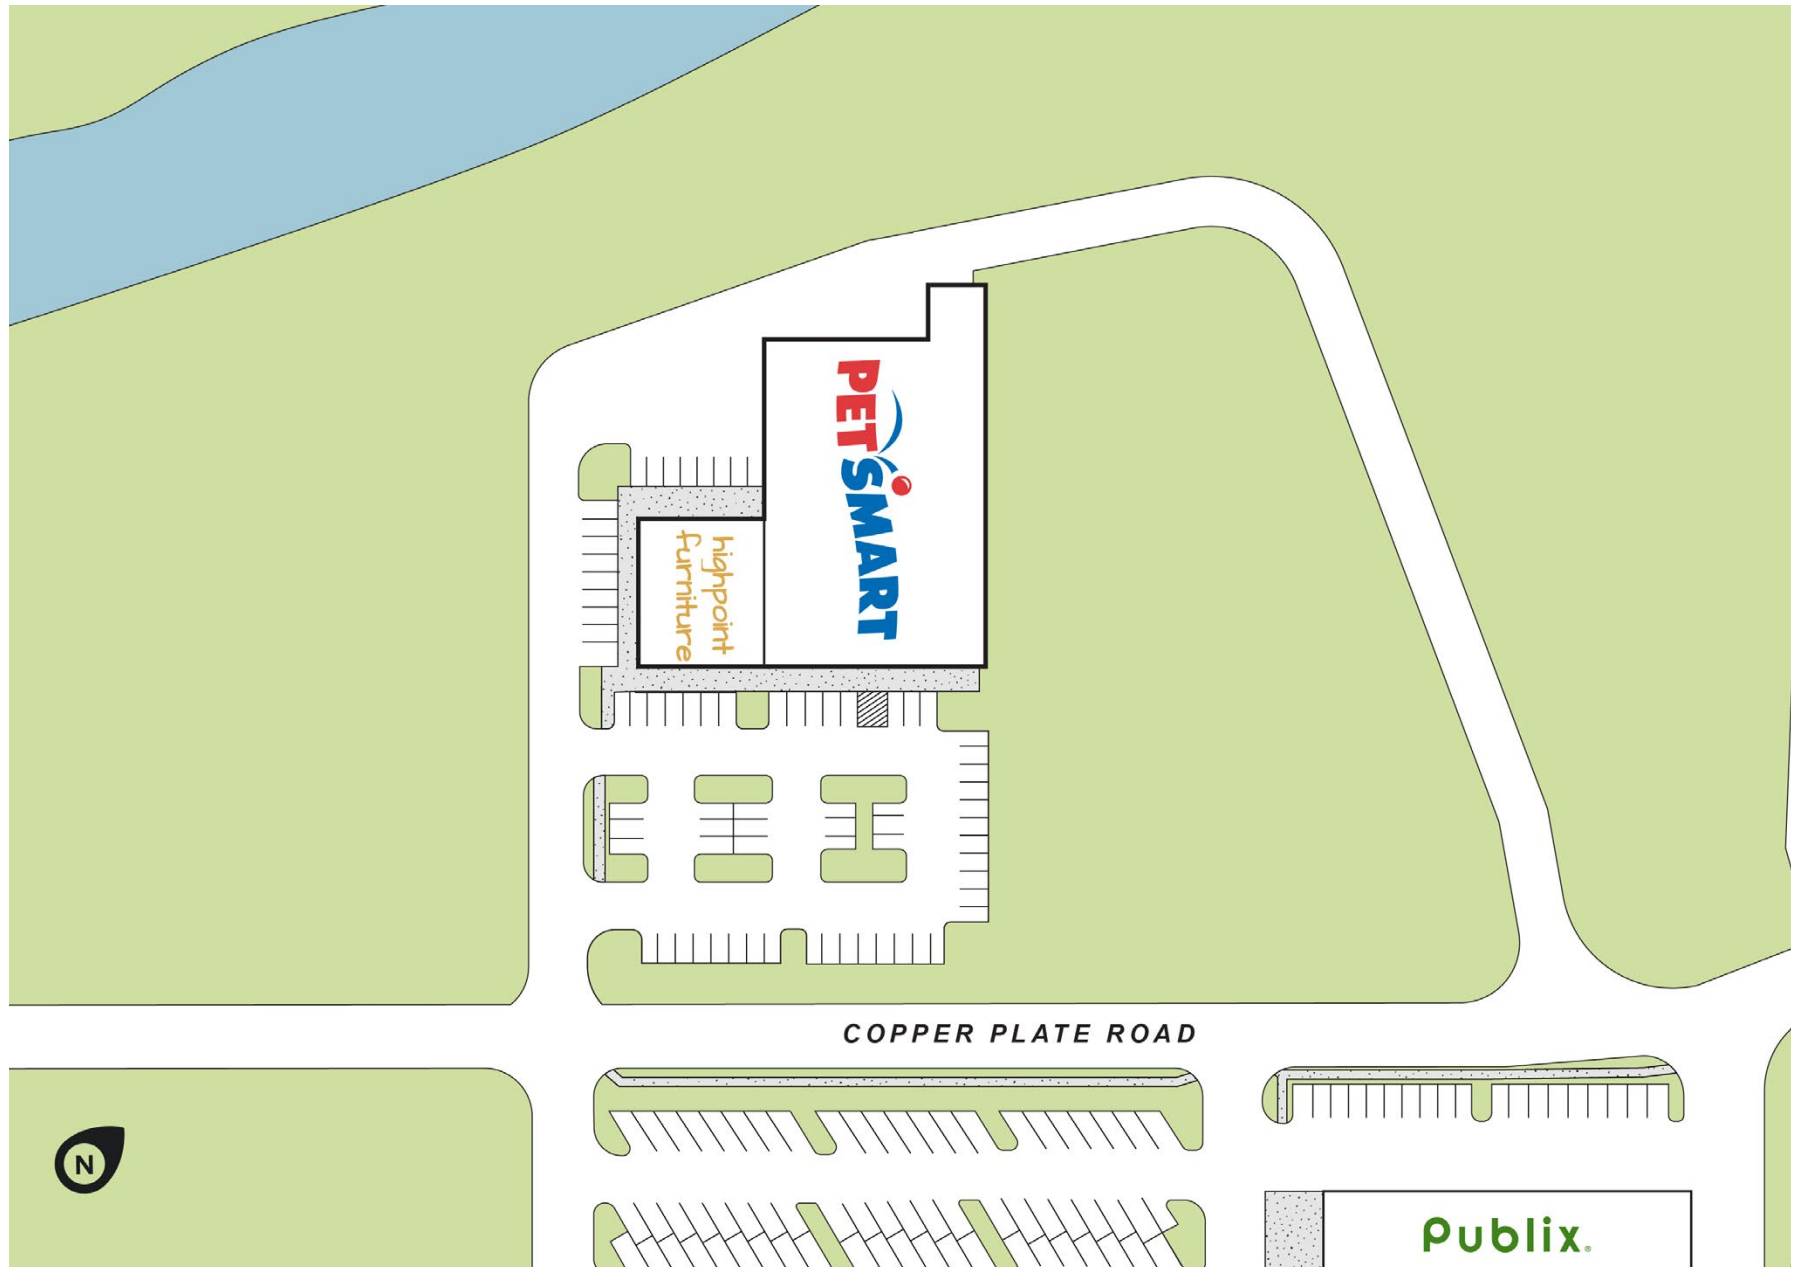 PETSMART
highpoint
furniture
COPPER PLATE ROAD
N
Publix®